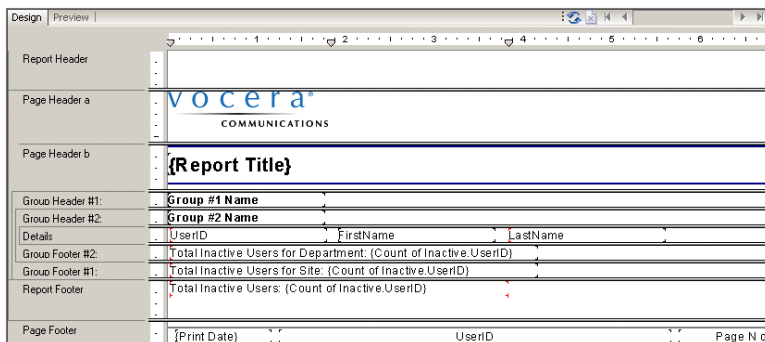 Design Preview
1 2 3 4 5 6
Report Header
Page Header a
vocera®
COMMUNICATIONS
Page Header b
{Report Title}
Group Header #1: Group #1 Name
Group Header #2: Group #2 Name
Details UserID FirstName LastName
Group Footer #2: Total Inactive Users for Department: {Count of Inactive.UserID}
Group Footer #1: Total Inactive Users for Site: {Count of Inactive.UserID}
Report Footer Total Inactive Users: {Count of Inactive.UserID}
Page Footer {Print Date} UserID Page N o